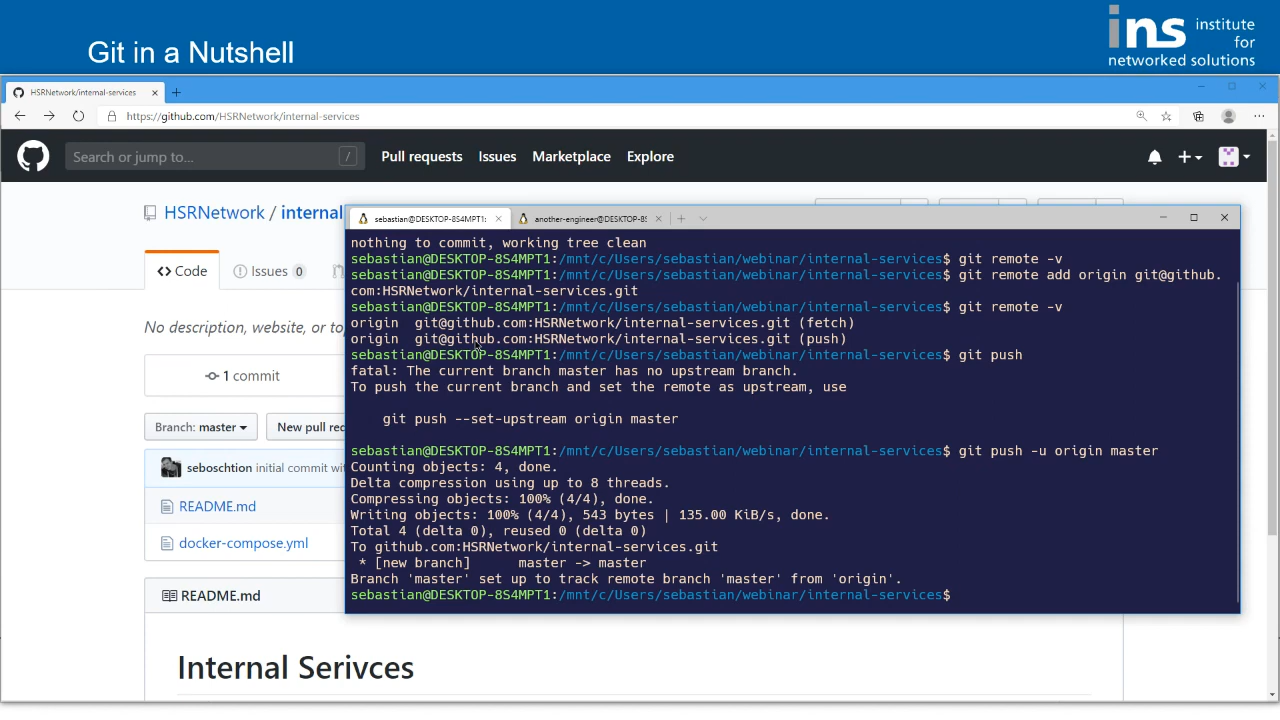 Git in a Nutshell
ins institute
for
networked solutions
HSRNetwork/internal-services
https://github.com/HSRNetwork/internal-services
Search or jump to... /
Pull requests Issues Marketplace Explore
HSRNetwork / internal
Code Issues 0
No description, website, or to
1 commit
Branch: master New pull req
seboschtion initial commit with
README.md
docker-compose.yml
README.md
Internal Serivces
sebastian@DESKTOP-8S4MPT1: another-engineer@DESKTOP-8S
nothing to commit, working tree clean
sebastian@DESKTOP-8S4MPT1:/mnt/c/Users/sebastian/webinar/internal-services$ git remote -v
sebastian@DESKTOP-8S4MPT1:/mnt/c/Users/sebastian/webinar/internal-services$ git remote add origin git@github.
com:HSRNetwork/internal-services.git
sebastian@DESKTOP-8S4MPT1:/mnt/c/Users/sebastian/webinar/internal-services$ git remote -v
origin git@github.com:HSRNetwork/internal-services.git (fetch)
origin git@github.com:HSRNetwork/internal-services.git (push)
sebastian@DESKTOP-8S4MPT1:/mnt/c/Users/sebastian/webinar/internal-services$ git push
fatal: The current branch master has no upstream branch.
To push the current branch and set the remote as upstream, use
git push --set-upstream origin master
sebastian@DESKTOP-8S4MPT1:/mnt/c/Users/sebastian/webinar/internal-services$ git push -u origin master
Counting objects: 4, done.
Delta compression using up to 8 threads.
Compressing objects: 100% (4/4), done.
Writing objects: 100% (4/4), 543 bytes | 135.00 KiB/s, done.
Total 4 (delta 0), reused 0 (delta 0)
To github.com:HSRNetwork/internal-services.git
* [new branch] master -> master
Branch 'master' set up to track remote branch 'master' from 'origin'.
sebastian@DESKTOP-8S4MPT1:/mnt/c/Users/sebastian/webinar/internal-services$